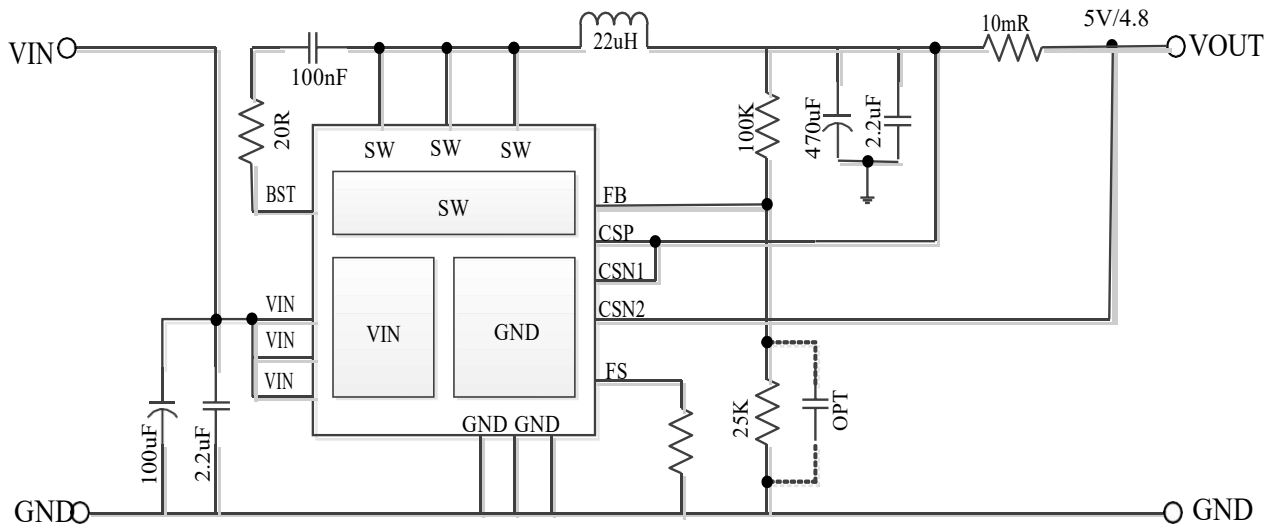 VIN
100nF
22uH
10mR
5V/4.8
VOUT
20R
SW
SW
SW
100K
470uF
2.2uF
BST
SW
FB
CSP
CSN1
CSN2
VIN
VIN
VIN
VIN
GND
FS
GND
GND
100uF
2.2uF
25K
OPT
GND
GND